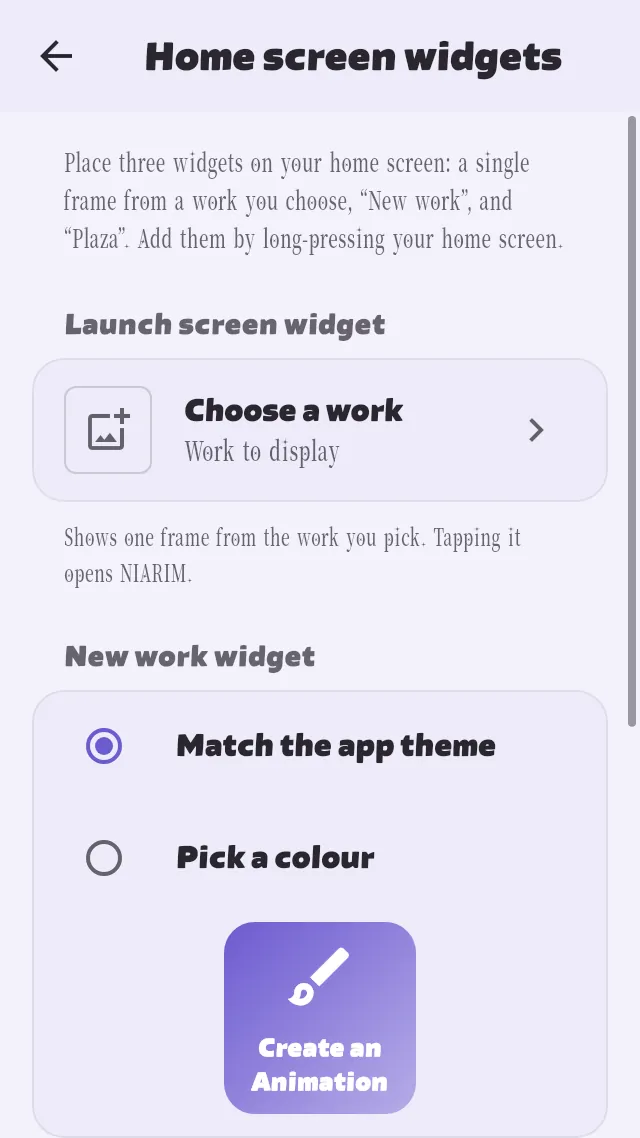 Home screen widgets
Place three widgets on your home screen: a single
frame from a work you choose, “New work”, and
“Plaza”. Add them by long-pressing your home screen.
Launch screen widget
Choose a work
Work to display
Shows one frame from the work you pick. Tapping it
opens NIARIM.
New work widget
Match the app theme
Pick a colour
Create an
Animation